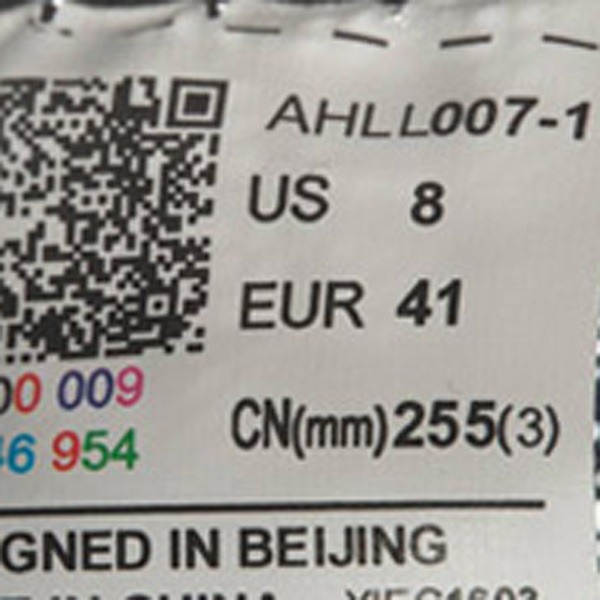 AHLL007-1
US 8
EUR 41
00 009
CN(mm)255(3)
46 954
GNED IN BEIJING